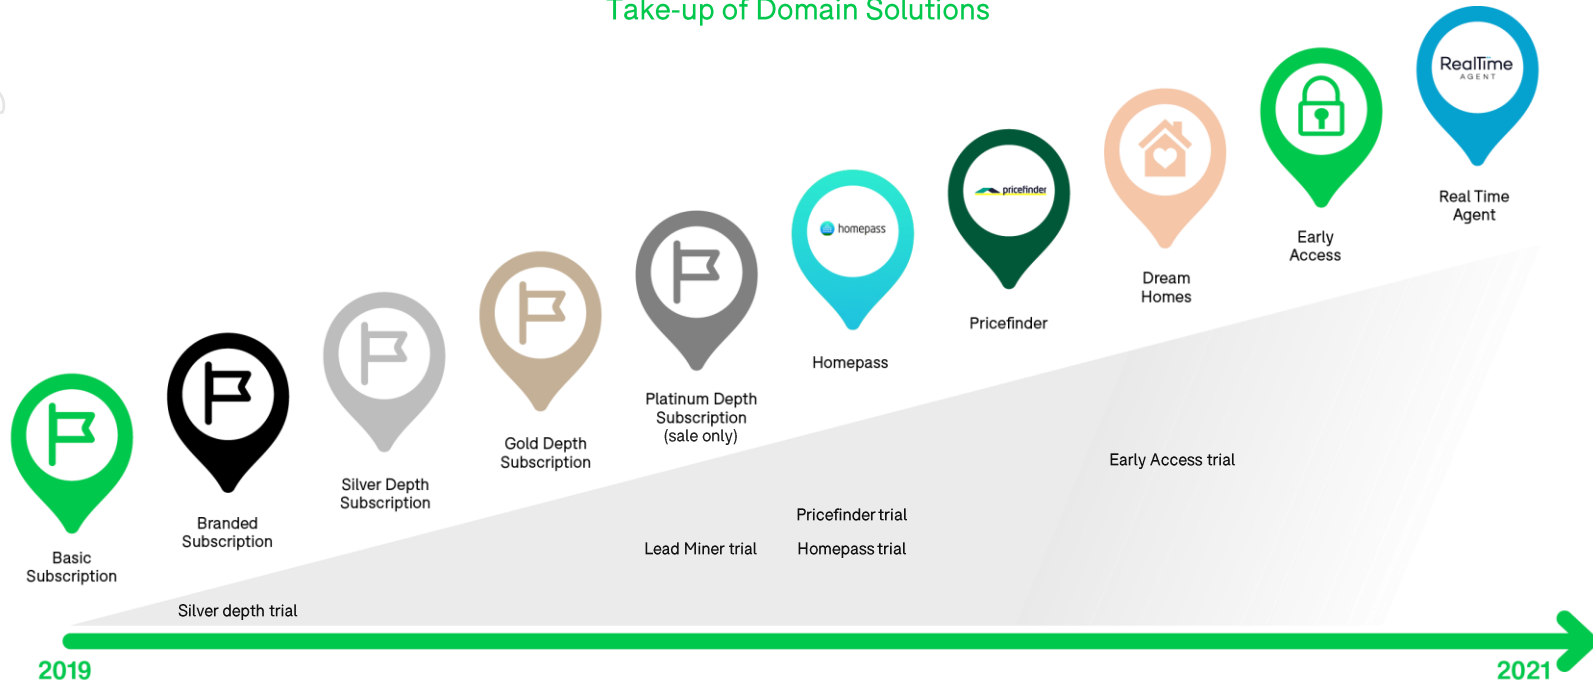 Take-up of Domain Solutions
RealTime
AGENT
Real Time
Agent
Early
Access
Dream
Homes
pricefinder
Pricefinder
homepass
Homepass
Platinum Depth
Subscription
(sale only)
Gold Depth
Subscription
Silver Depth
Subscription
Branded
Subscription
Basic
Subscription
Early Access trial
Pricefinder trial
Lead Miner trial
Homepass trial
Silver depth trial
2019
2021